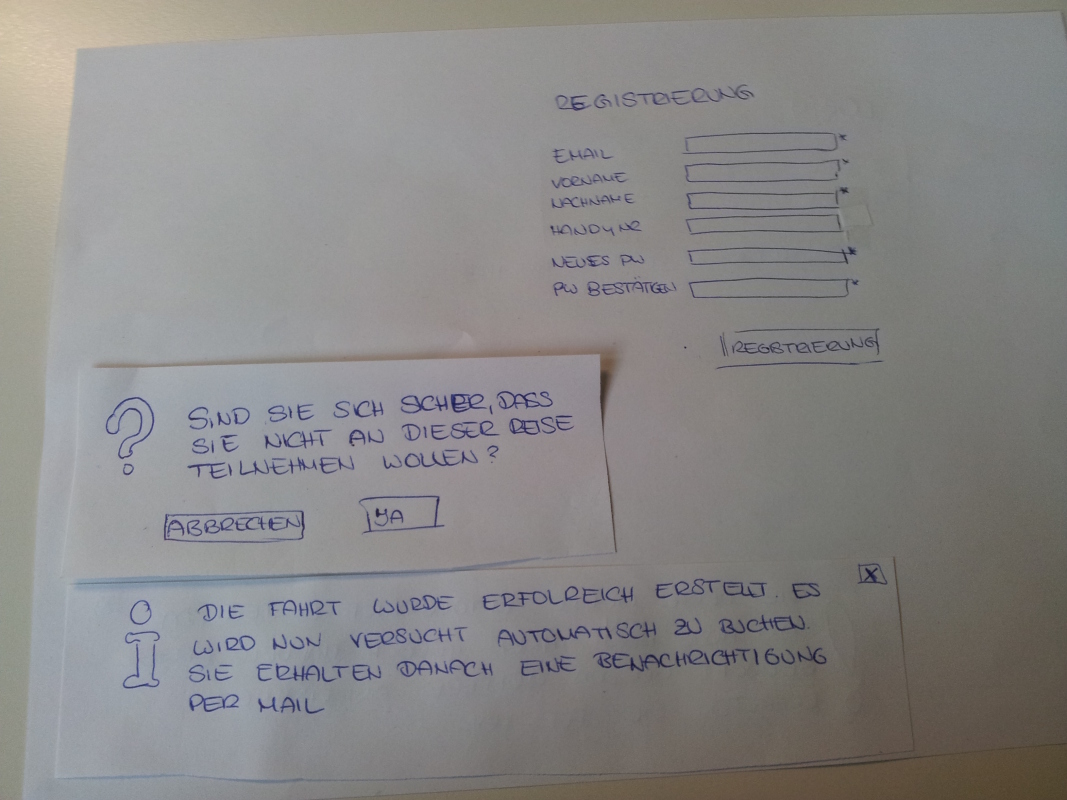 REGISTRIERUNG
EMAIL *
VORNAME *
NACHNAME *
HANDYNR
NEUES PW *
PW BESTÄTIGEN *
REGISTRIERUNG
? SIND SIE SICH SICHER, DASS
SIE NICHT AN DIESER REISE
TEILNEHMEN WOLLEN?
ABBRECHEN JA
X
i DIE FAHRT WURDE ERFOLREICH ERSTELLT. ES
WIRD NUN VERSUCHT AUTOMATISCH ZU BUCHEN.
SIE ERHALTEN DANACH EINE BENACHRICHTIGUNG
PER MAIL